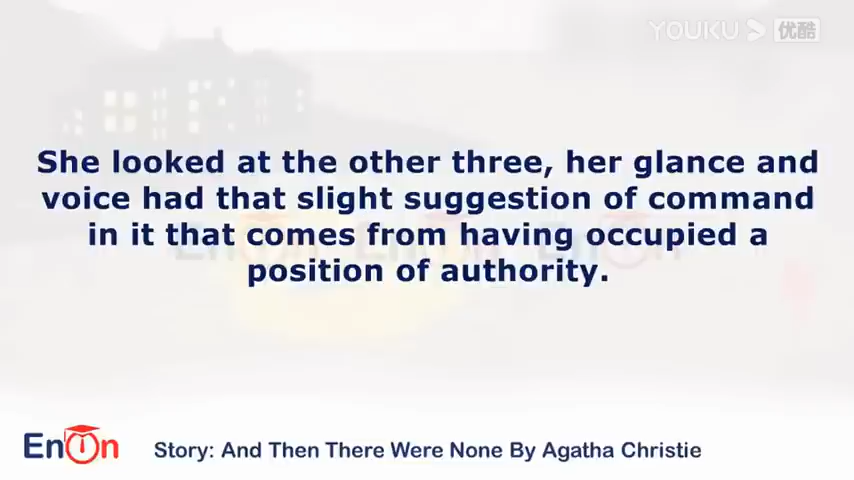 YOUKU 优酷
She looked at the other three, her glance and
voice had that slight suggestion of command
in it that comes from having occupied a
position of authority.
EnOn
Story: And Then There Were None By Agatha Christie